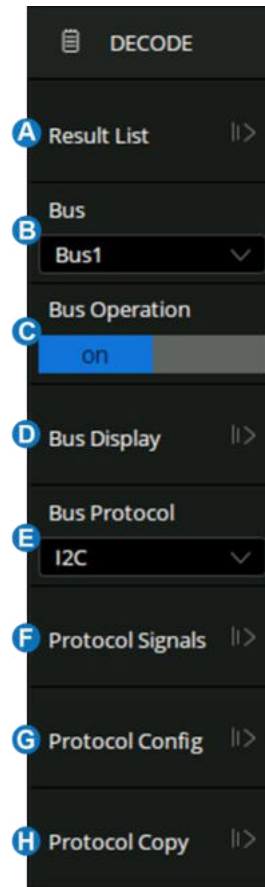 DECODE
A Result List
Bus
B
Bus1
Bus Operation
C
on
D Bus Display
Bus Protocol
E
I2C
F Protocol Signals
G Protocol Config
H Protocol Copy